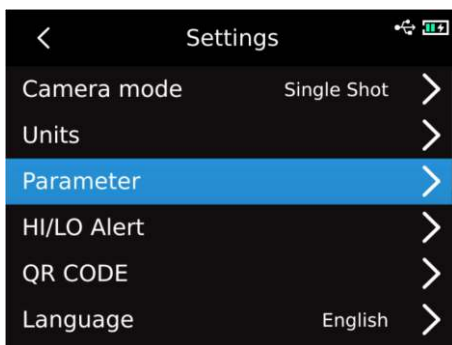 Settings
Camera mode Single Shot
Units
Parameter
HI/LO Alert
QR CODE
Language English